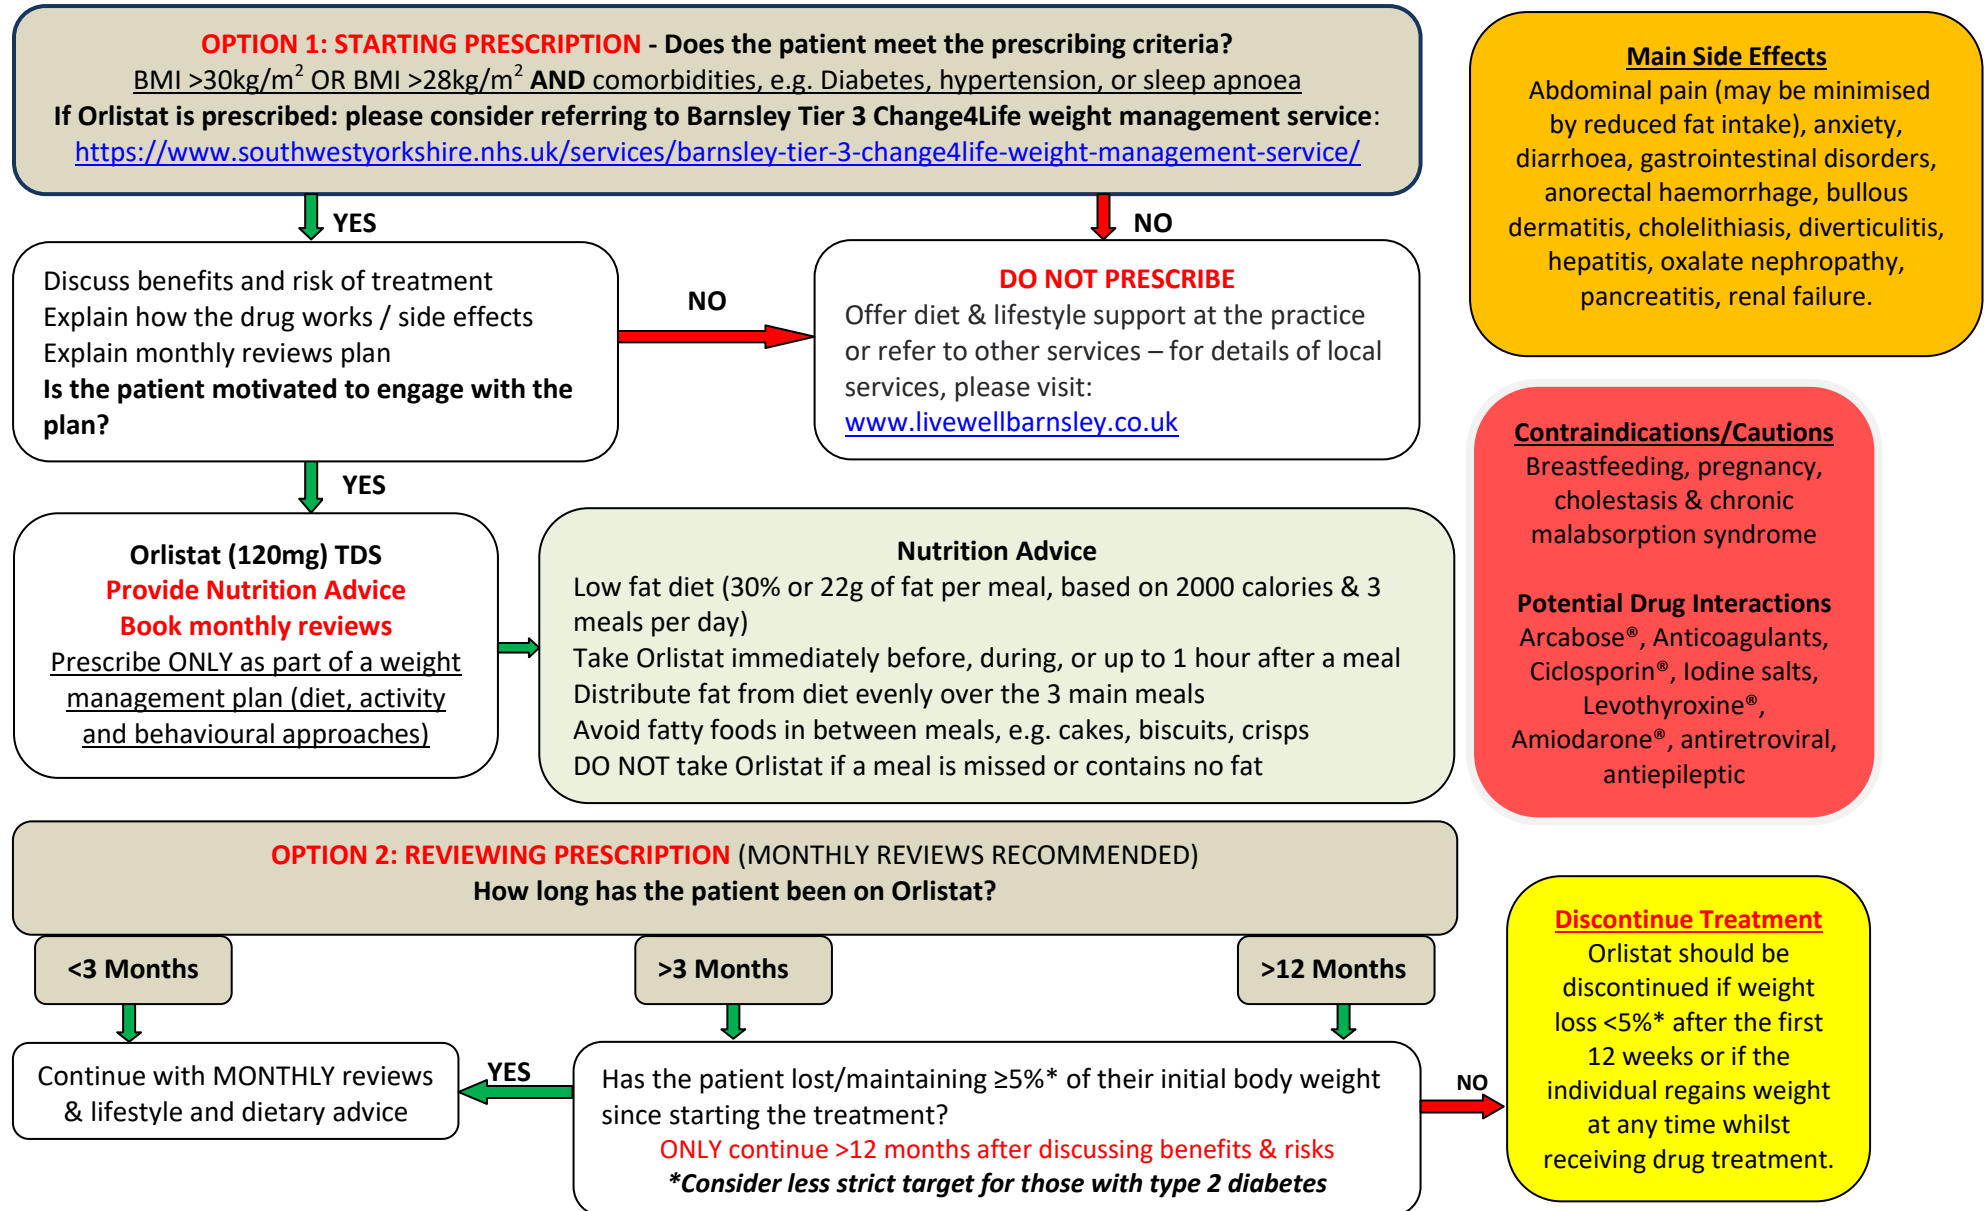 OPTION 1: STARTING PRESCRIPTION - Does the patient meet the prescribing criteria?
BMI >30kg/m² OR BMI >28kg/m² AND comorbidities, e.g. Diabetes, hypertension, or sleep apnoea
If Orlistat is prescribed: please consider referring to Barnsley Tier 3 Change4Life weight management service:
https://www.southwestyorkshire.nhs.uk/services/barnsley-tier-3-change4life-weight-management-service/
YES
NO
Discuss benefits and risk of treatment
Explain how the drug works / side effects
Explain monthly reviews plan
Is the patient motivated to engage with the
plan?
NO
DO NOT PRESCRIBE
Offer diet & lifestyle support at the practice
or refer to other services – for details of local
services, please visit:
www.livewellbarnsley.co.uk
YES
Orlistat (120mg) TDS
Provide Nutrition Advice
Book monthly reviews
Prescribe ONLY as part of a weight
management plan (diet, activity
and behavioural approaches)
Nutrition Advice
Low fat diet (30% or 22g of fat per meal, based on 2000 calories & 3
meals per day)
Take Orlistat immediately before, during, or up to 1 hour after a meal
Distribute fat from diet evenly over the 3 main meals
Avoid fatty foods in between meals, e.g. cakes, biscuits, crisps
DO NOT take Orlistat if a meal is missed or contains no fat
Main Side Effects
Abdominal pain (may be minimised
by reduced fat intake), anxiety,
diarrhoea, gastrointestinal disorders,
anorectal haemorrhage, bullous
dermatitis, cholelithiasis, diverticulitis,
hepatitis, oxalate nephropathy,
pancreatitis, renal failure.
Contraindications/Cautions
Breastfeeding, pregnancy,
cholestasis & chronic
malabsorption syndrome
Potential Drug Interactions
Arcabose®, Anticoagulants,
Ciclosporin®, Iodine salts,
Levothyroxine®,
Amiodarone®, antiretroviral,
antiepileptic
OPTION 2: REVIEWING PRESCRIPTION (MONTHLY REVIEWS RECOMMENDED)
How long has the patient been on Orlistat?
<3 Months
>3 Months
>12 Months
Continue with MONTHLY reviews
& lifestyle and dietary advice
YES
Has the patient lost/maintaining ≥5%* of their initial body weight
since starting the treatment?
ONLY continue >12 months after discussing benefits & risks
*Consider less strict target for those with type 2 diabetes
NO
Discontinue Treatment
Orlistat should be
discontinued if weight
loss <5%* after the first
12 weeks or if the
individual regains weight
at any time whilst
receiving drug treatment.